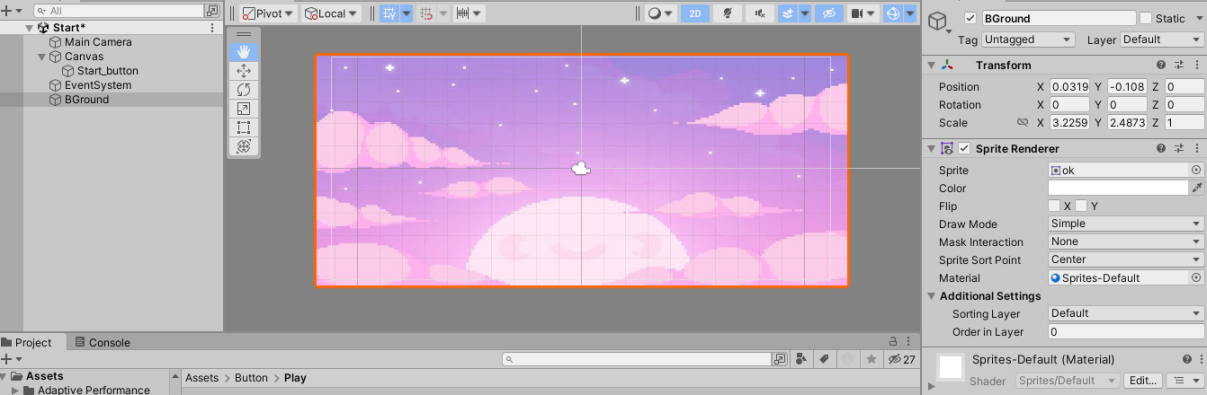 All
Start*
Main Camera
Canvas
Start_button
EventSystem
BGround
Pivot
Local
2D
BGround
Static
Tag Untagged Layer Default
Transform
Position X 0.0319 Y -0.108 Z 0
Rotation X 0 Y 0 Z 0
Scale X 3.2259 Y 2.4873 Z 1
Sprite Renderer
Sprite ok
Color
Flip X Y
Draw Mode Simple
Mask Interaction None
Sprite Sort Point Center
Material Sprites-Default
Additional Settings
Sorting Layer Default
Order in Layer 0
Sprites-Default (Material)
Shader Sprites/Default Edit...
Project Console
27
Assets
Adaptive Performance
Assets > Button > Play